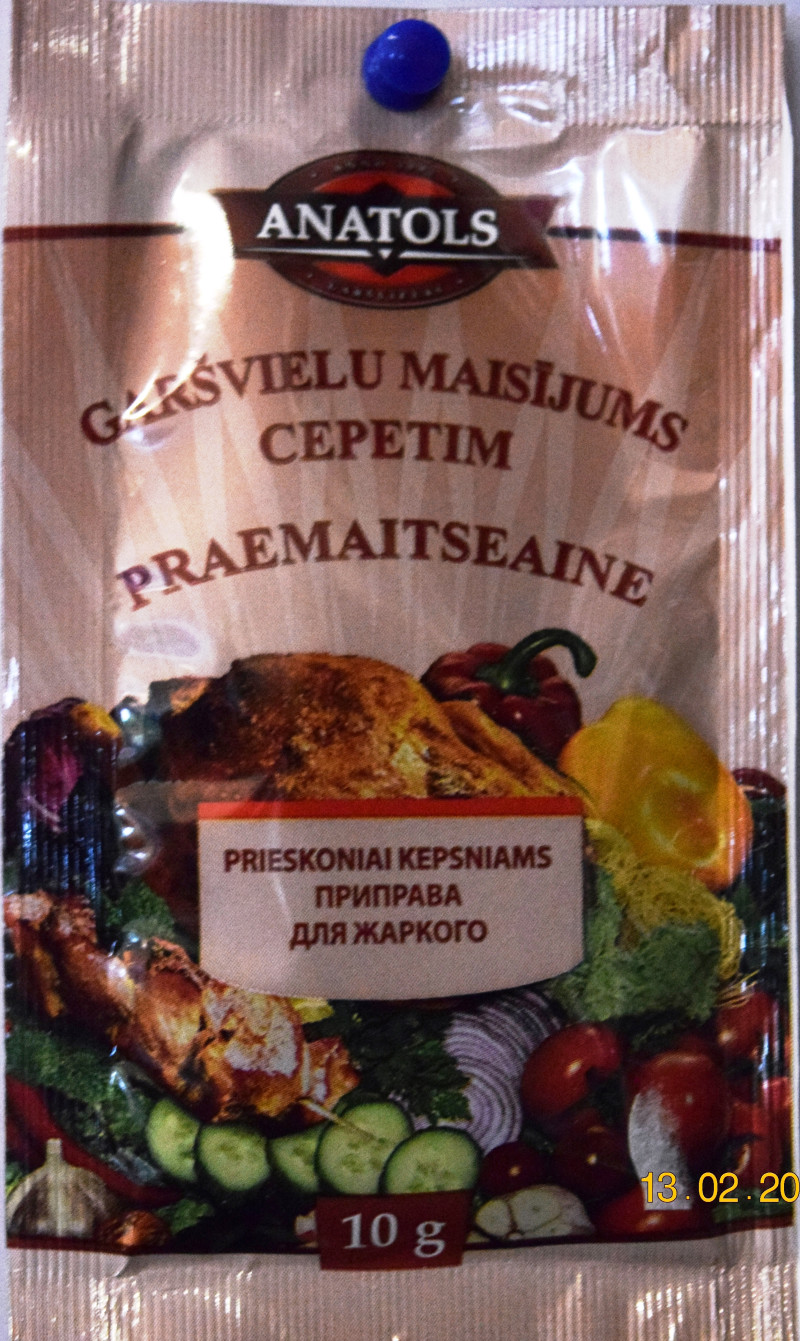 ANATOLS
GARŠVIELU MAISĪJUMS
CEPETIM
PRAEMAITSEAINE
PRIESKONIAI KEPSNIAMS
ПРИПРАВА
ДЛЯ ЖАРКОГО
13.02.20
10 g